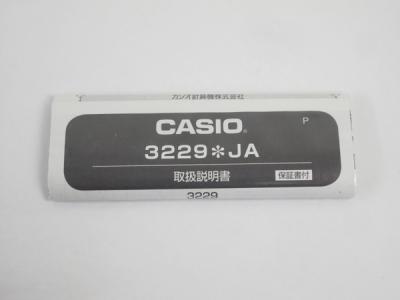 カシオ計算機株式会社
CASIO®
P
3229*JA
取扱説明書 保証書付
3229